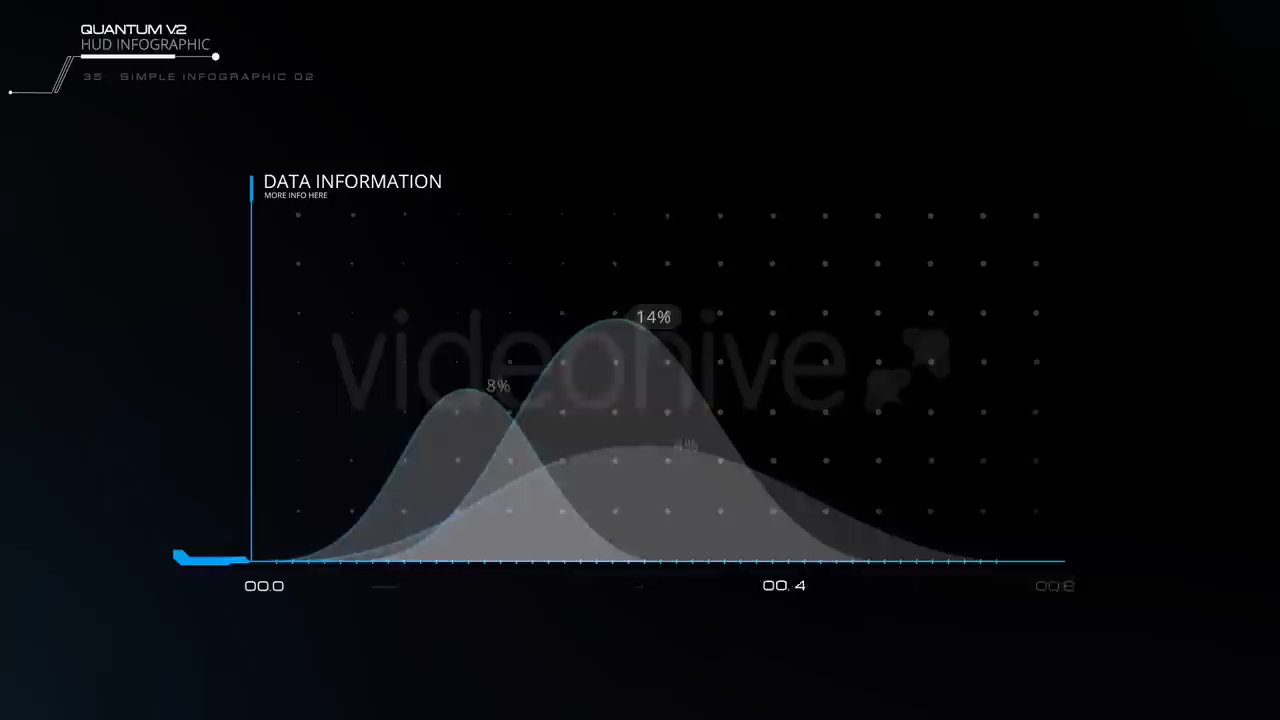 QUANTUM V.2
HUD INFOGRAPHIC
35 SIMPLE INFOGRAPHIC 02
DATA INFORMATION
MORE INFO HERE
14%
videohive
8%
00.0
00.4